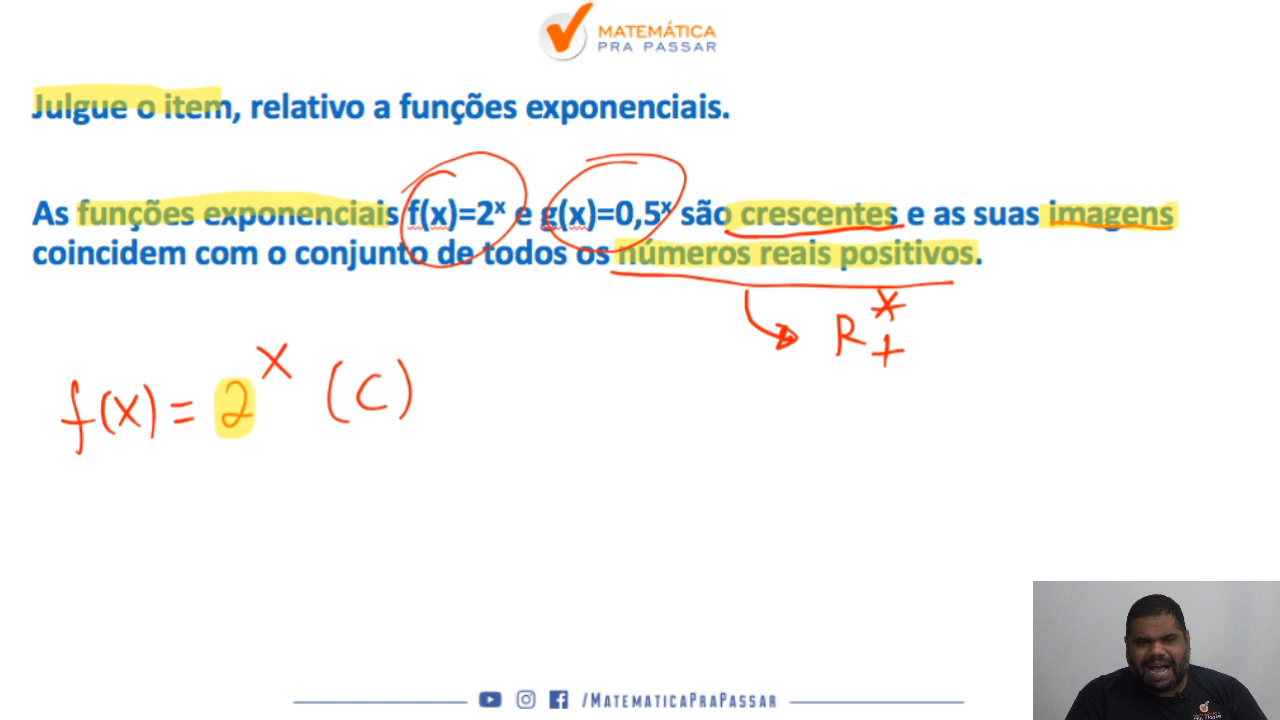 MATEMÁTICA
PRA PASSAR
Julgue o item, relativo a funções exponenciais.
As funções exponenciais f(x)=2ˣ e g(x)=0,5ˣ são crescentes e as suas imagens
coincidem com o conjunto de todos os números reais positivos.
R*+
f(x) = 2ˣ (C)
/MATEMATICAPRAPASSAR